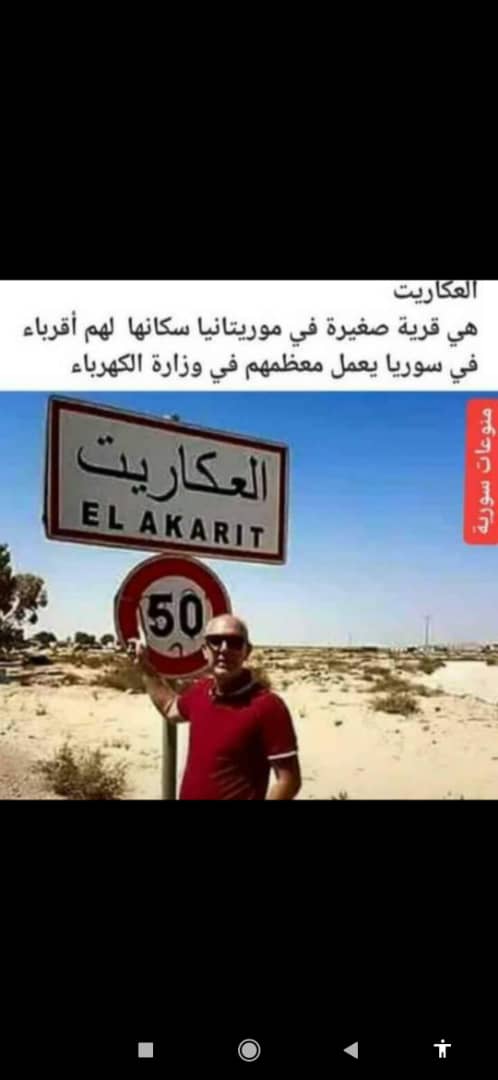 العكاريت
هي قرية صغيرة في موريتانيا سكانها لهم أقرباء
في سوريا يعمل معظمهم في وزارة الكهرباء
منوعات سورية
العكاريت
EL AKARIT
50